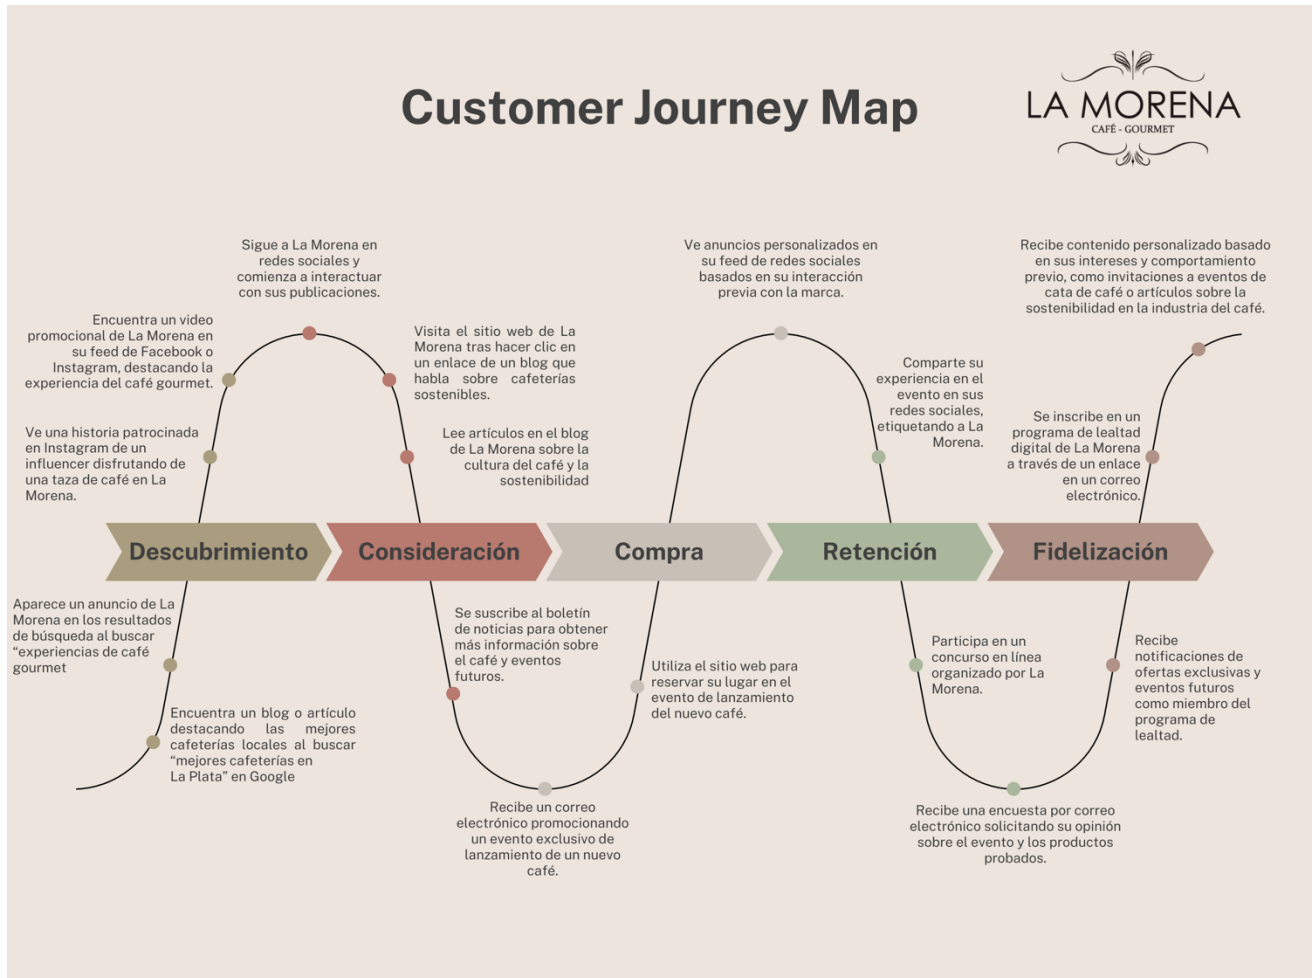 Customer Journey Map
LA MORENA
CAFÉ - GOURMET
Sigue a La Morena en
redes sociales y
comienza a interactuar
con sus publicaciones.
Ve anuncios personalizados en
su feed de redes sociales
basados en su interacción
previa con la marca.
Recibe contenido personalizado basado
en sus intereses y comportamiento
previo, como invitaciones a eventos de
cata de café o artículos sobre la
sostenibilidad en la industria del café.
Encuentra un video
promocional de La Morena en
su feed de Facebook o
Instagram, destacando la
experiencia del café gourmet.
Visita el sitio web de La
Morena tras hacer clic en
un enlace de un blog que
habla sobre cafeterías
sostenibles.
Comparte su
experiencia en el
evento en sus
redes sociales,
etiquetando a La
Morena.
Ve una historia patrocinada
en Instagram de un
influencer disfrutando de
una taza de café en La
Morena.
Lee artículos en el blog
de La Morena sobre la
cultura del café y la
sostenibilidad
Se inscribe en un
programa de lealtad
digital de La Morena
a través de un enlace
en un correo
electrónico.
Descubrimiento
Consideración
Compra
Retención
Fidelización
Aparece un anuncio de La
Morena en los resultados
de búsqueda al buscar
“experiencias de café
gourmet
Se suscribe al boletín
de noticias para obtener
más información sobre
el café y eventos
futuros.
Utiliza el sitio web para
reservar su lugar en el
evento de lanzamiento
del nuevo café.
Participa en un
concurso en línea
organizado por La
Morena.
Recibe
notificaciones de
ofertas exclusivas y
eventos futuros
como miembro del
programa de
lealtad.
Encuentra un blog o artículo
destacando las mejores
cafeterías locales al buscar
“mejores cafeterías en
La Plata” en Google
Recibe un correo
electrónico promocionando
un evento exclusivo de
lanzamiento de un nuevo
café.
Recibe una encuesta por correo
electrónico solicitando su opinión
sobre el evento y los productos
probados.